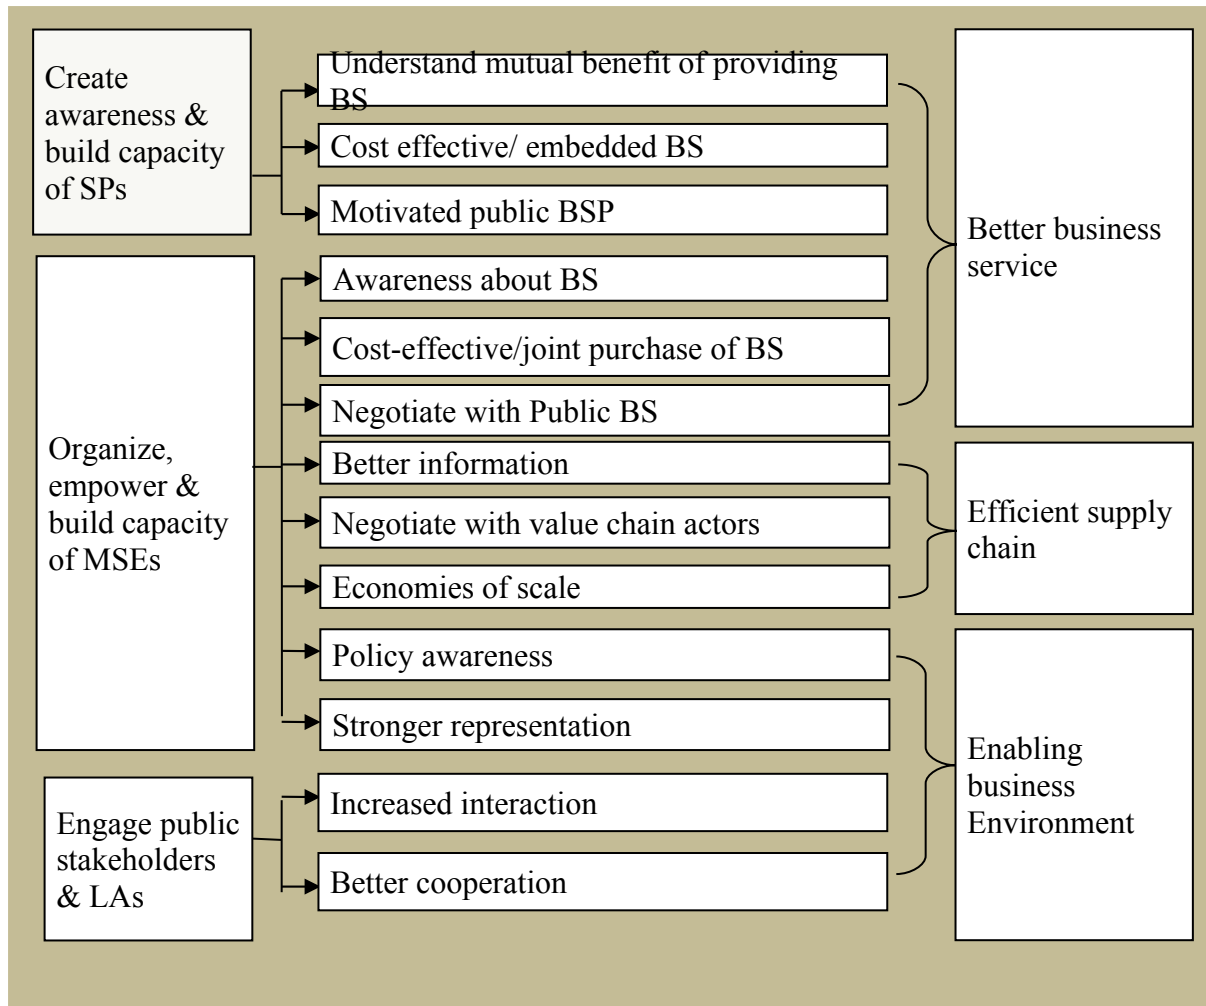 Create
awareness &
build capacity
of SPs
Understand mutual benefit of providing
BS
Cost effective/ embedded BS
Motivated public BSP
Better business
service
Organize,
empower &
build capacity
of MSEs
Awareness about BS
Cost-effective/joint purchase of BS
Negotiate with Public BS
Better information
Negotiate with value chain actors
Economies of scale
Policy awareness
Stronger representation
Efficient supply
chain
Engage public
stakeholders
& LAs
Increased interaction
Better cooperation
Enabling
business
Environment